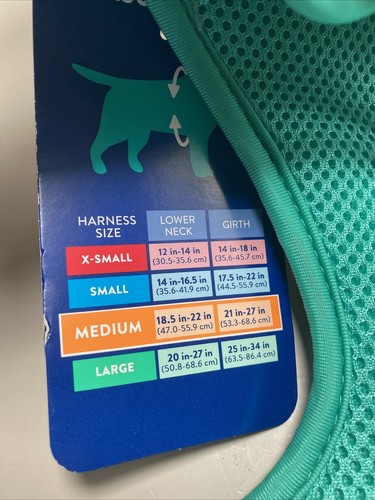 HARNESS SIZE LOWER NECK GIRTH
X-SMALL 12 in-14 in (30.5-35.6 cm) 14 in-18 in (35.6-45.7 cm)
SMALL 14 in-16.5 in (35.6-41.9 cm) 17.5 in-22 in (44.5-55.9 cm)
MEDIUM 18.5 in-22 in (47.0-55.9 cm) 21 in-27 in (53.3-68.6 cm)
LARGE 20 in-27 in (50.8-68.6 cm) 25 in-34 in (63.5-86.4 cm)